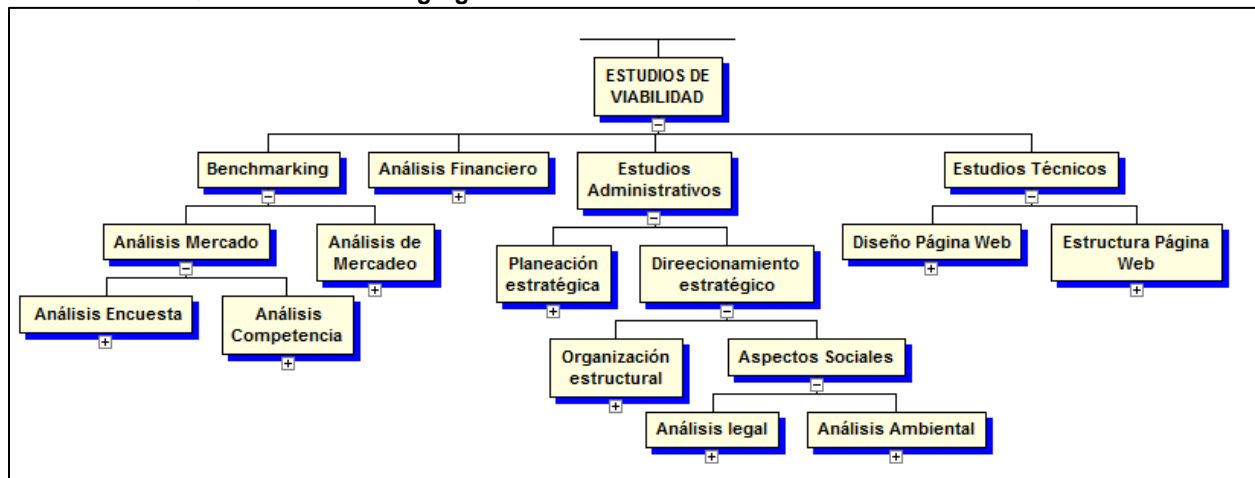 ESTUDIOS DE
VIABILIDAD
Benchmarking
Análisis Financiero
Estudios
Administrativos
Estudios Técnicos
Análisis Mercado
Análisis de
Mercadeo
Planeación
estratégica
Direecionamiento
estratégico
Diseño Página Web
Estructura Página
Web
Análisis Encuesta
Análisis
Competencia
Organización
estructural
Aspectos Sociales
Análisis legal
Análisis Ambiental